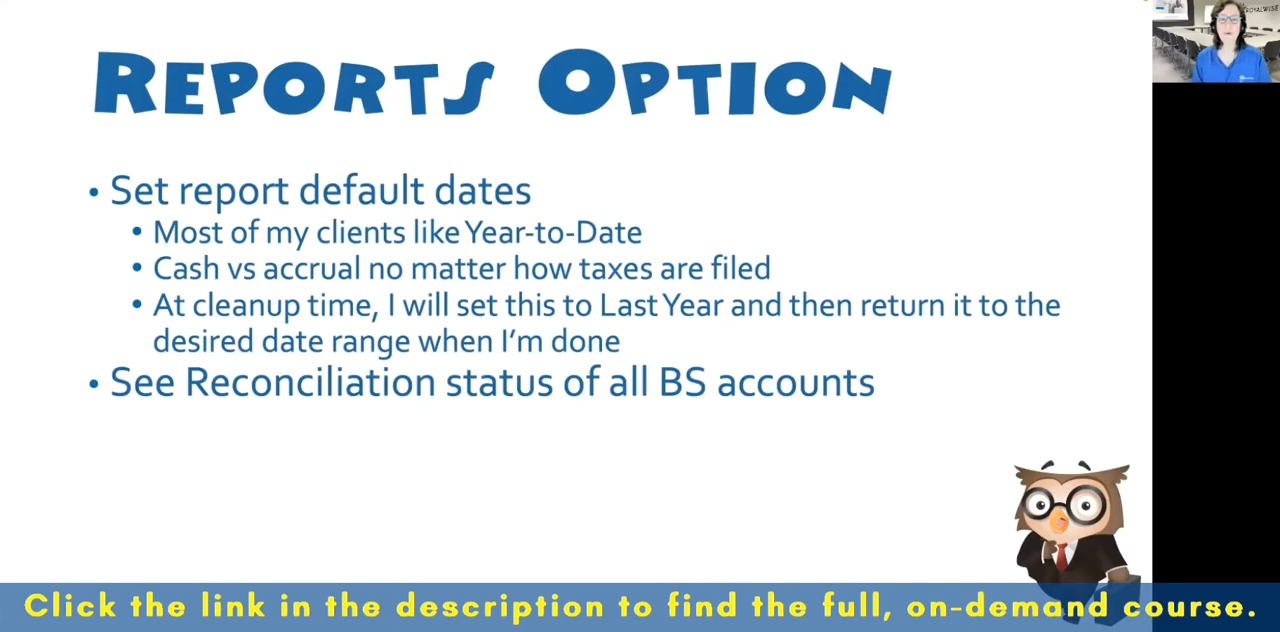 ROYALWISE
REPORTS OPTION
• Set report default dates
• Most of my clients like Year-to-Date
• Cash vs accrual no matter how taxes are filed
• At cleanup time, I will set this to Last Year and then return it to the
desired date range when I'm done
• See Reconciliation status of all BS accounts
Click the link in the description to find the full, on-demand course.